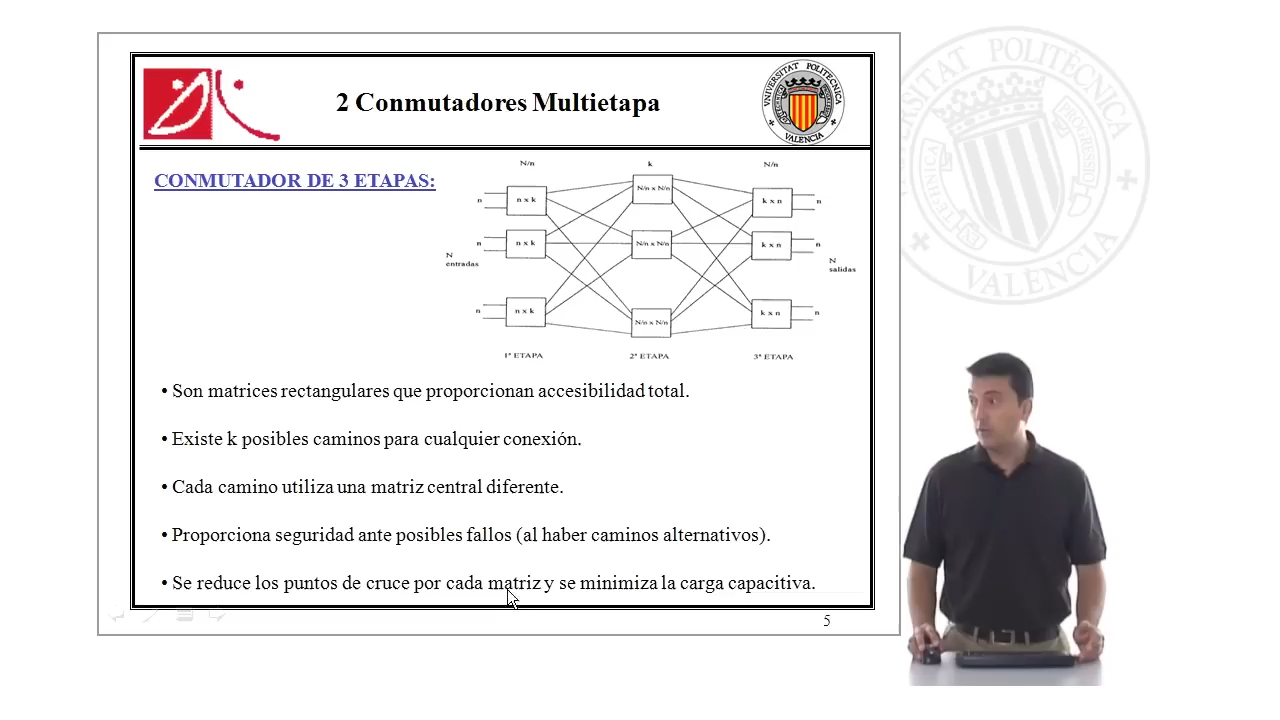 2 Conmutadores Multietapa
UNIVERSITAT POLITÈCNICA
VALENCIA
CONMUTADOR DE 3 ETAPAS:
N/n k N/n
n n x k N/n x N/n k x n n
n n x k N/n x N/n k x n n
N entradas
N salidas
n n x k N/n x N/n k x n n
1ª ETAPA 2ª ETAPA 3ª ETAPA
• Son matrices rectangulares que proporcionan accesibilidad total.
• Existe k posibles caminos para cualquier conexión.
• Cada camino utiliza una matriz central diferente.
• Proporciona seguridad ante posibles fallos (al haber caminos alternativos).
• Se reduce los puntos de cruce por cada matriz y se minimiza la carga capacitiva.
5
POLITÈCNICA
VALÈNCIA